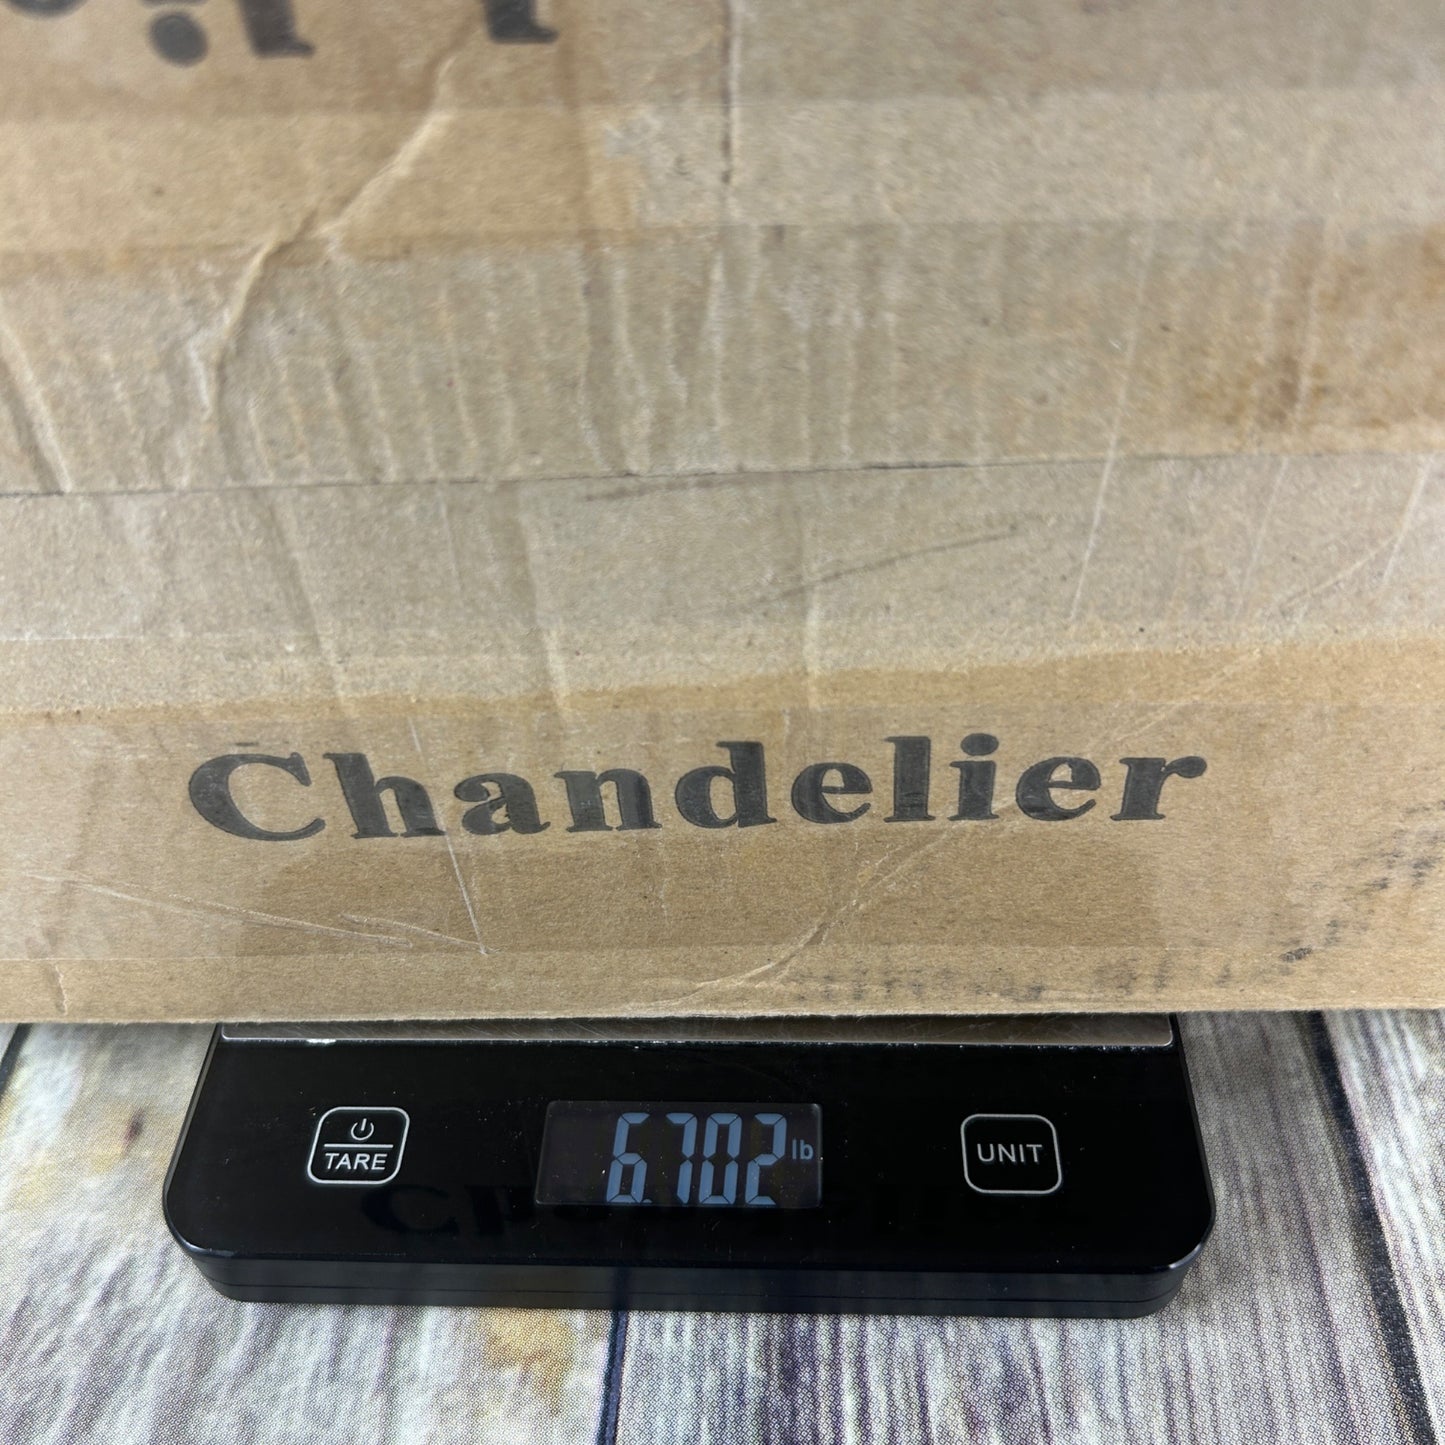 Chandelier
TARE
6.702 lb
UNIT